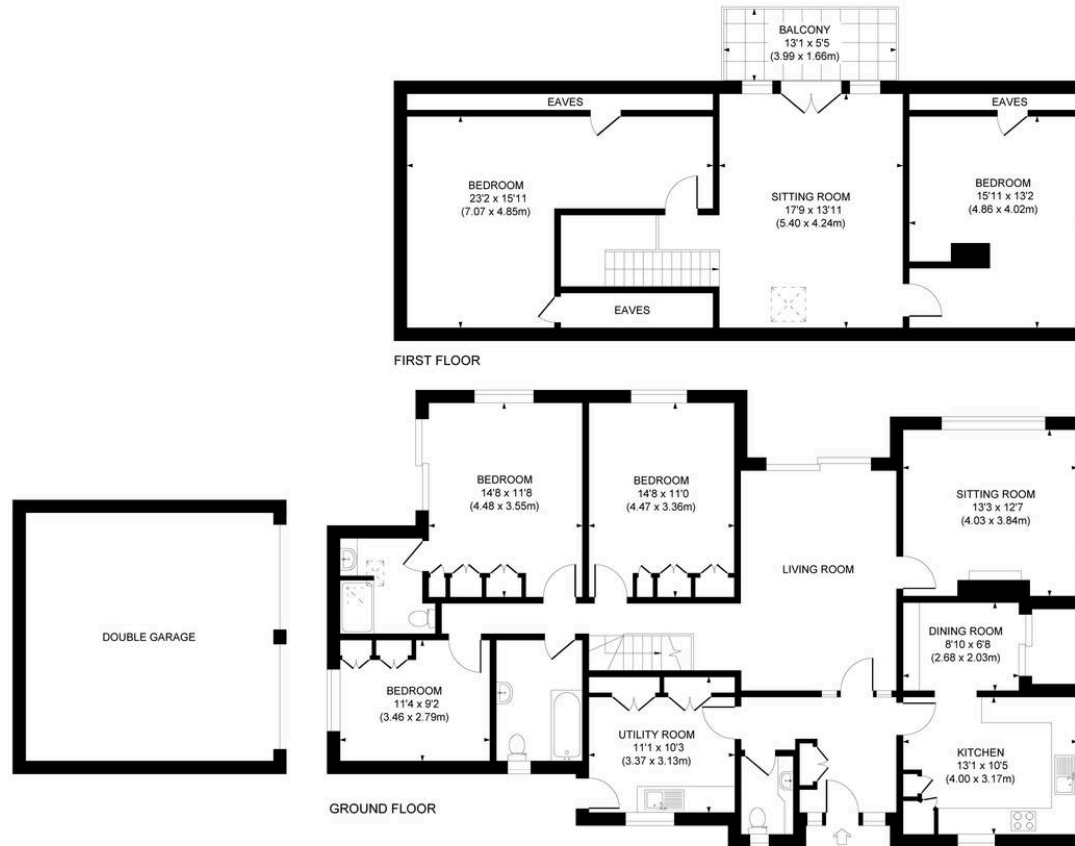 BALCONY
13'1 x 5'5
(3.99 x 1.66m)
EAVES
EAVES
BEDROOM
23'2 x 15'11
(7.07 x 4.85m)
SITTING ROOM
17'9 x 13'11
(5.40 x 4.24m)
BEDROOM
15'11 x 13'2
(4.86 x 4.02m)
EAVES
FIRST FLOOR
BEDROOM
14'8 x 11'8
(4.48 x 3.55m)
BEDROOM
14'8 x 11'0
(4.47 x 3.36m)
SITTING ROOM
13'3 x 12'7
(4.03 x 3.84m)
LIVING ROOM
DOUBLE GARAGE
DINING ROOM
8'10 x 6'8
(2.68 x 2.03m)
BEDROOM
11'4 x 9'2
(3.46 x 2.79m)
UTILITY ROOM
11'1 x 10'3
(3.37 x 3.13m)
KITCHEN
13'1 x 10'5
(4.00 x 3.17m)
GROUND FLOOR